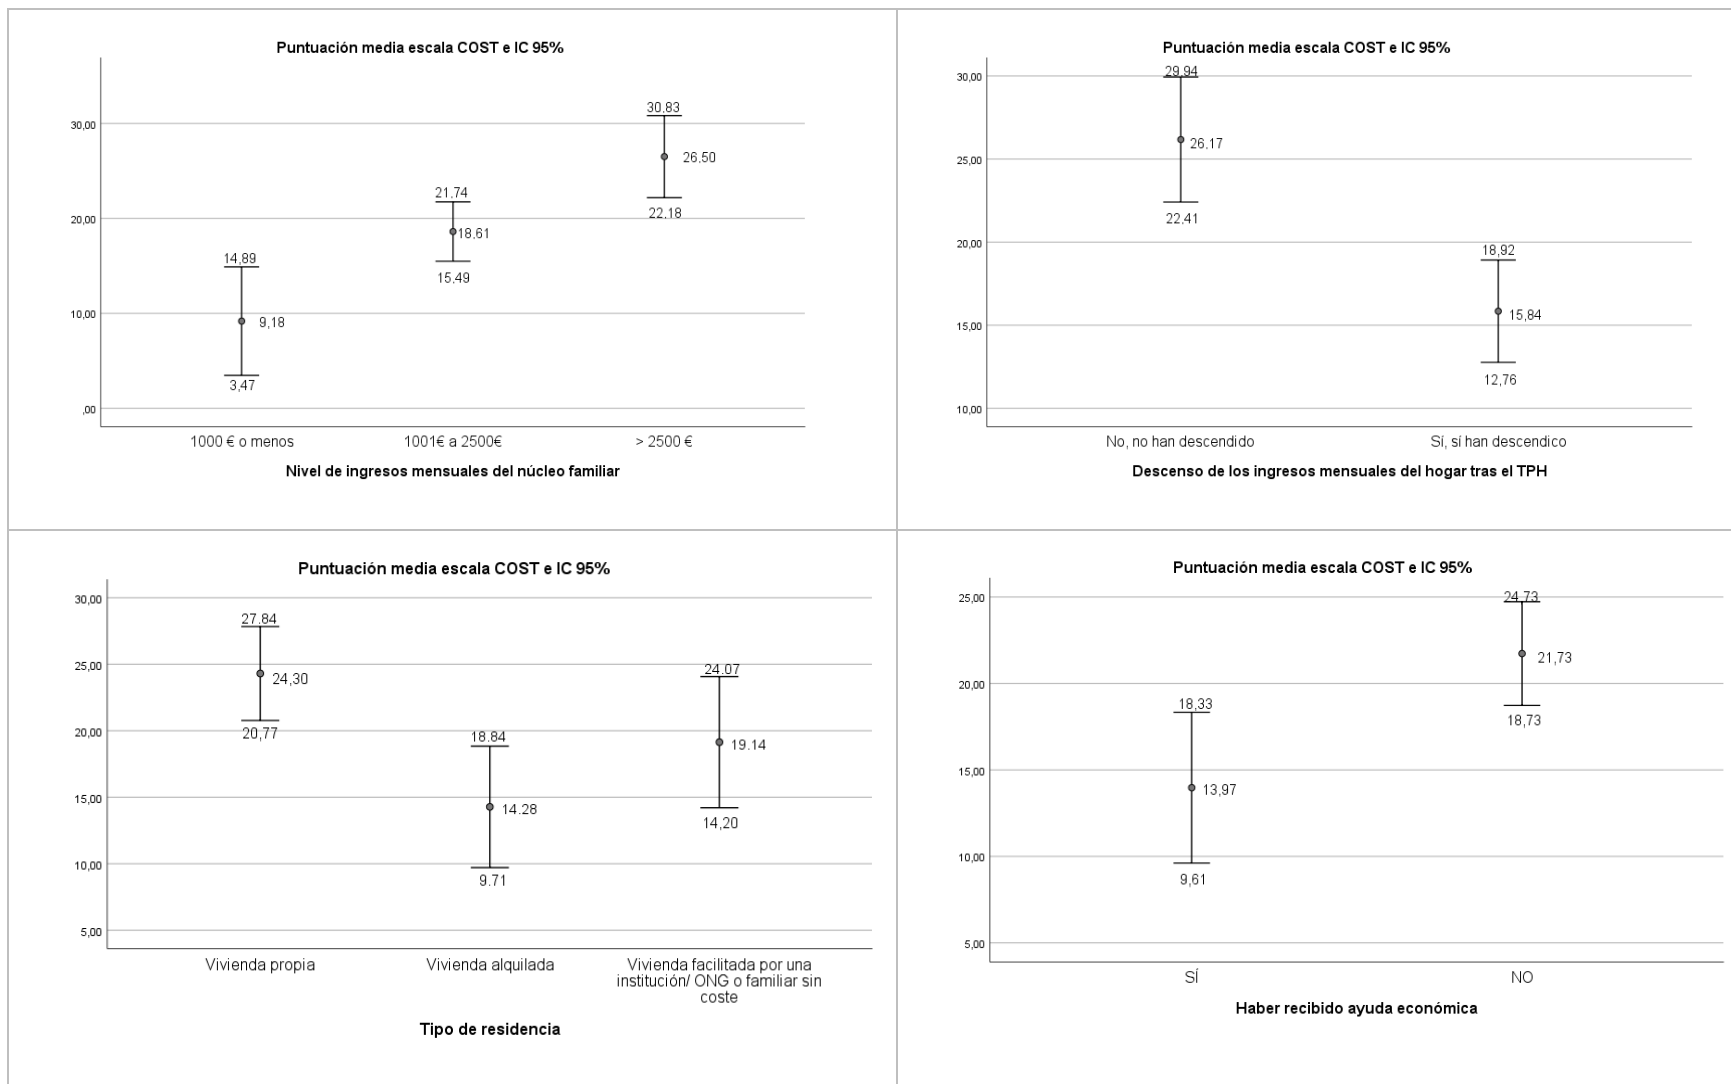 Puntuación media escala COST e IC 95%
30,00
20,00
10,00
,00
14,89
9,18
3,47
21,74
18,61
15,49
30,83
26,50
22,18
1000 € o menos
1001€ a 2500€
> 2500 €
Nivel de ingresos mensuales del núcleo familiar
Puntuación media escala COST e IC 95%
30,00
25,00
20,00
15,00
10,00
29,94
26,17
22,41
18,92
15,84
12,76
No, no han descendido
Sí, sí han descendico
Descenso de los ingresos mensuales del hogar tras el TPH
Puntuación media escala COST e IC 95%
30,00
25,00
20,00
15,00
10,00
5,00
27,84
24,30
20,77
18,84
14,28
9,71
24,07
19,14
14,20
Vivienda propia
Vivienda alquilada
Vivienda facilitada por una
institución/ ONG o familiar sin
coste
Tipo de residencia
Puntuación media escala COST e IC 95%
25,00
20,00
15,00
10,00
5,00
18,33
13,97
9,61
24,73
21,73
18,73
SÍ
NO
Haber recibido ayuda económica